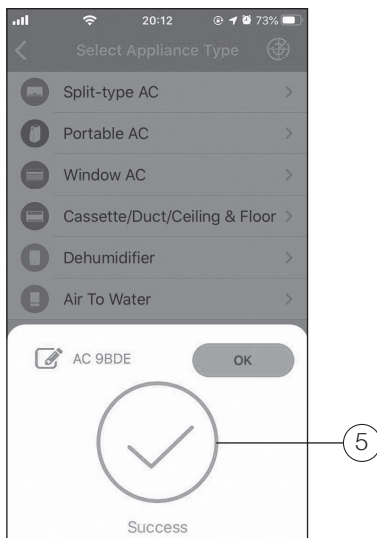 20:12 73%
Select Appliance Type
Split-type AC
Portable AC
Window AC
Cassette/Duct/Ceiling & Floor
Dehumidifier
Air To Water
AC 9BDE OK
5
Success